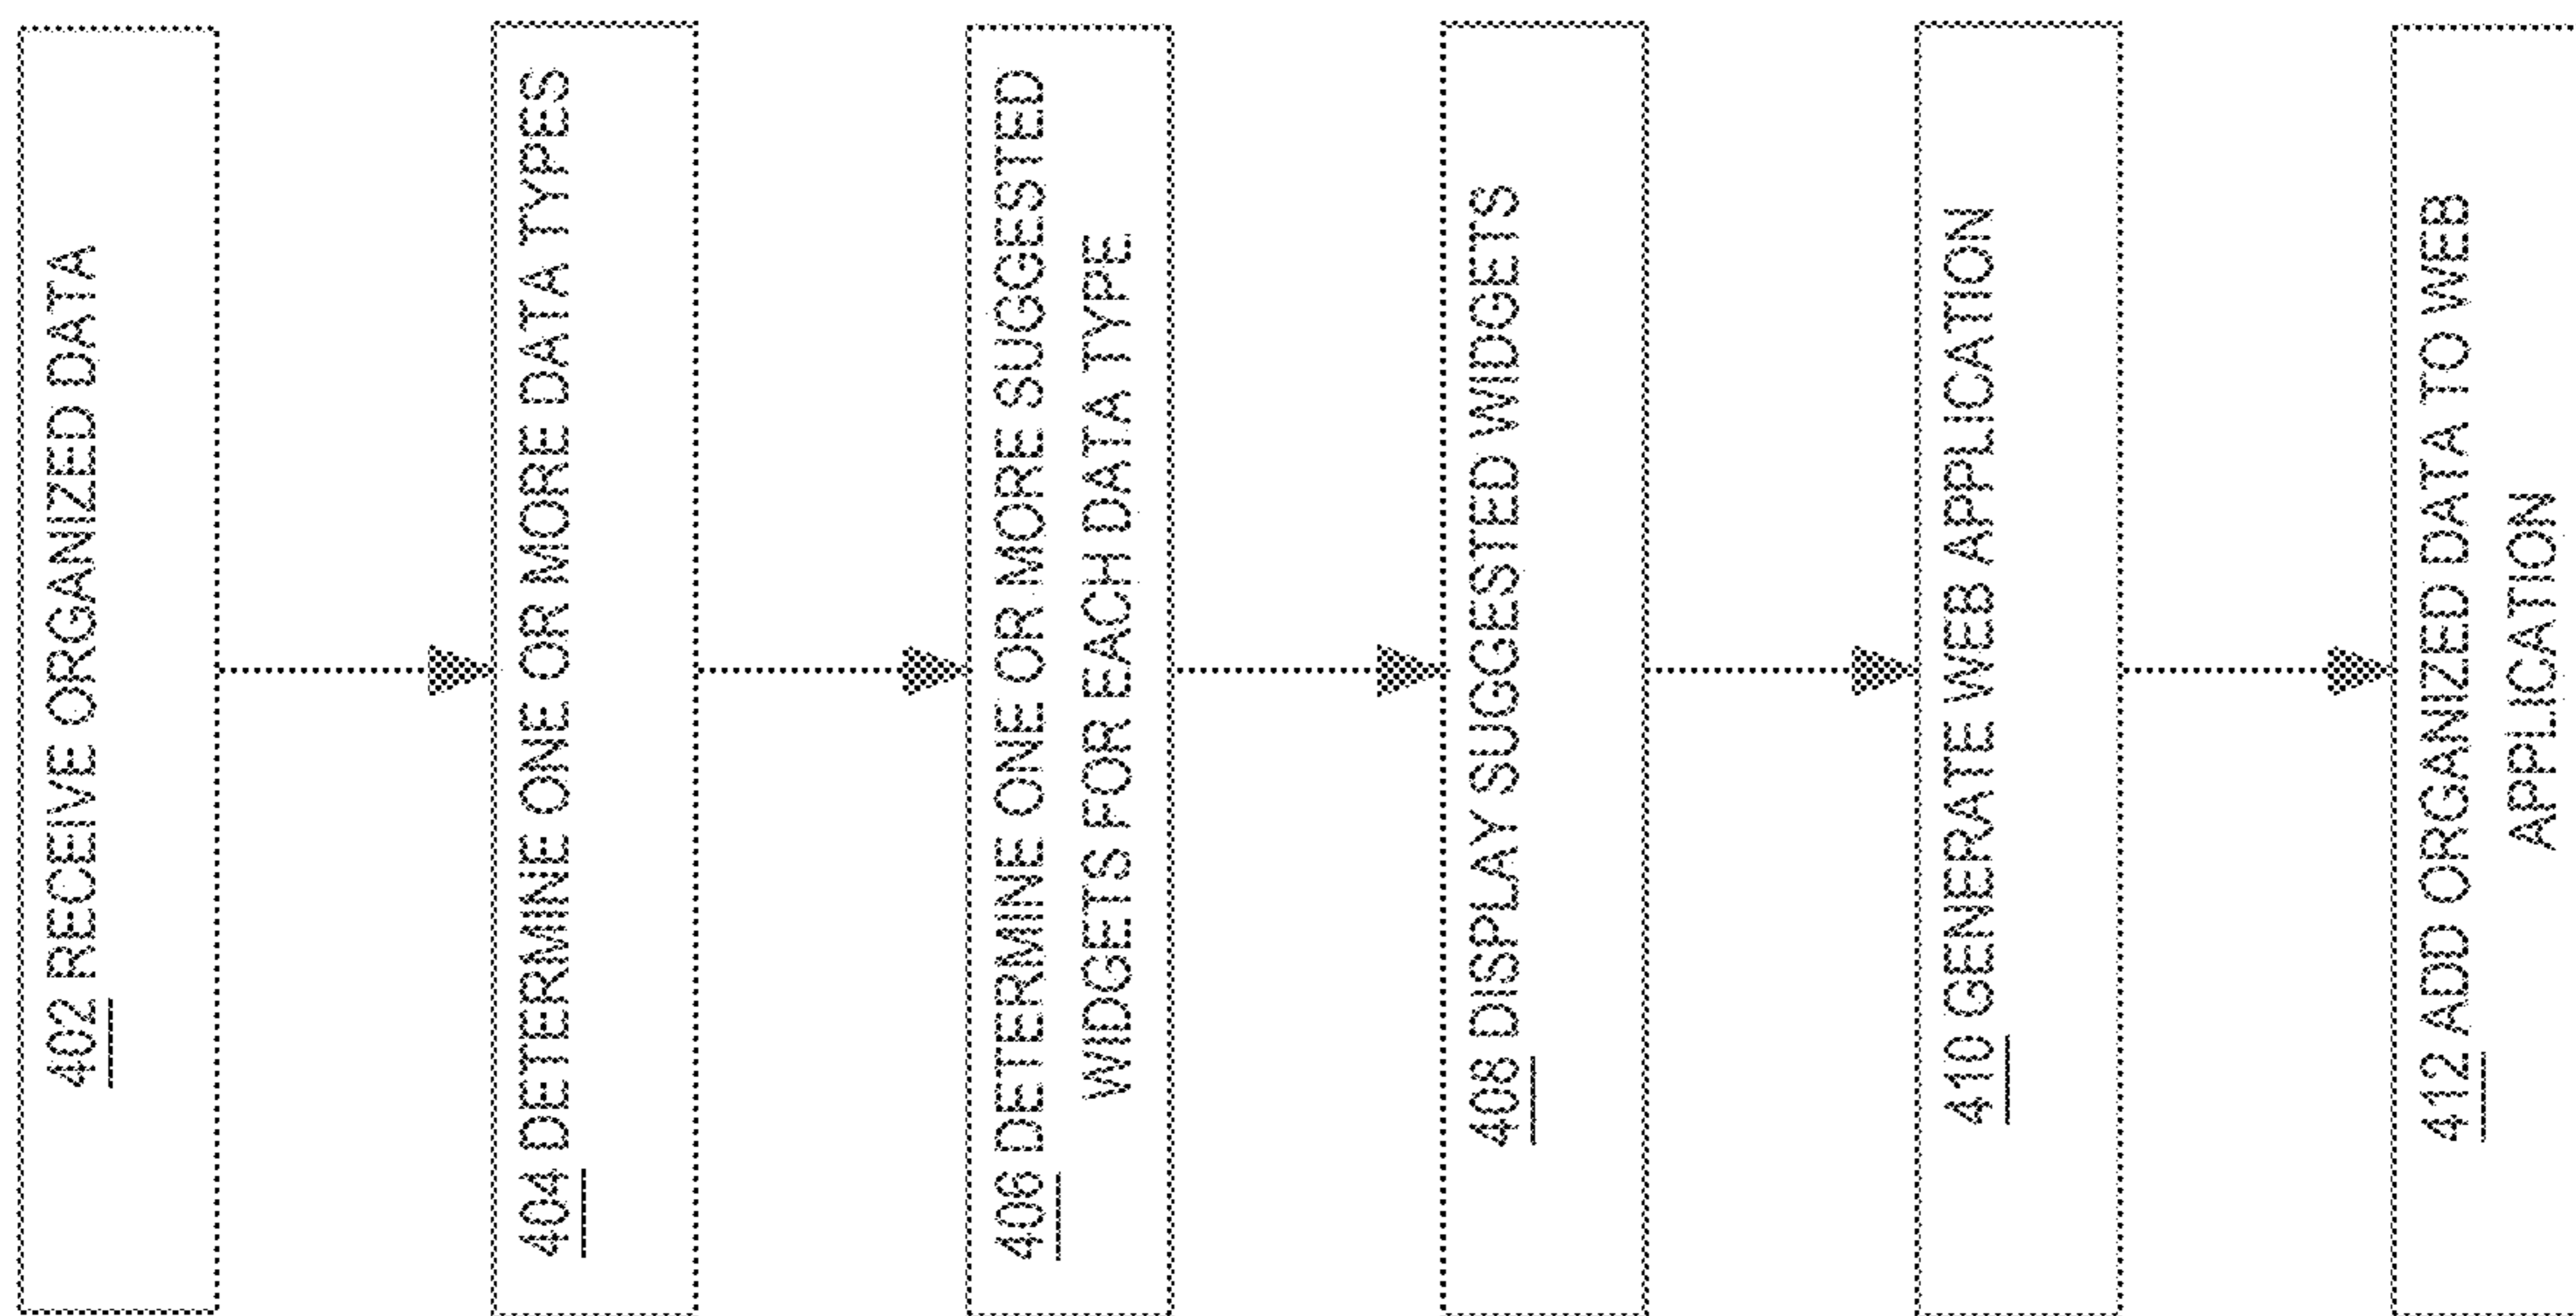 402 RECEIVE ORGANIZED DATA
404 DETERMINE ONE OR MORE DATA TYPES
406 DETERMINE ONE OR MORE SUGGESTED
WIDGETS FOR EACH DATA TYPE
408 DISPLAY SUGGESTED WIDGETS
410 GENERATE WEB APPLICATION
412 ADD ORGANIZED DATA TO WEB
APPLICATION